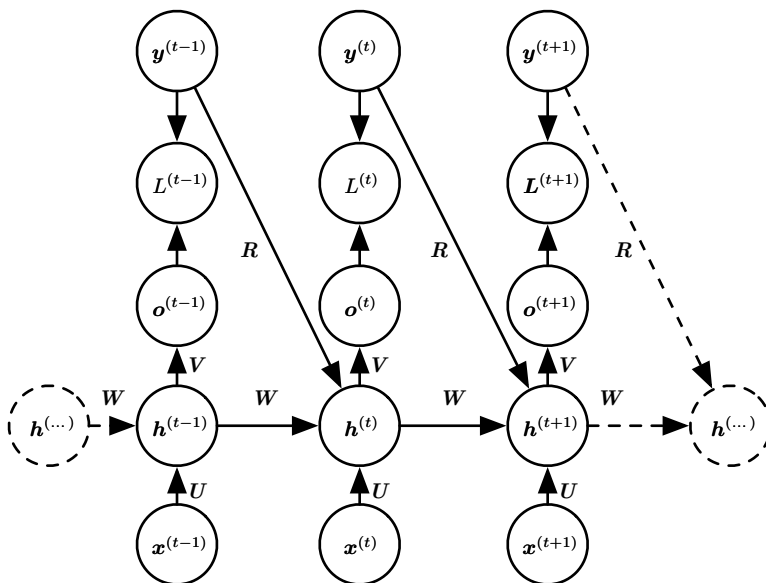 y^(t−1) y^(t) y^(t+1)
L^(t−1) L^(t) L^(t+1)
R R R
o^(t−1) o^(t) o^(t+1)
V V V
W W W W
h^(...) h^(t−1) h^(t) h^(t+1) h^(...)
U U U
x^(t−1) x^(t) x^(t+1)